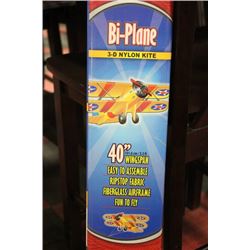 Bi-Plane
3-D NYLON KITE
40"
WINGSPAN
EASY TO ASSEMBLE
RIPSTOP FABRIC
FIBERGLASS AIRFRAME
FUN TO FLY